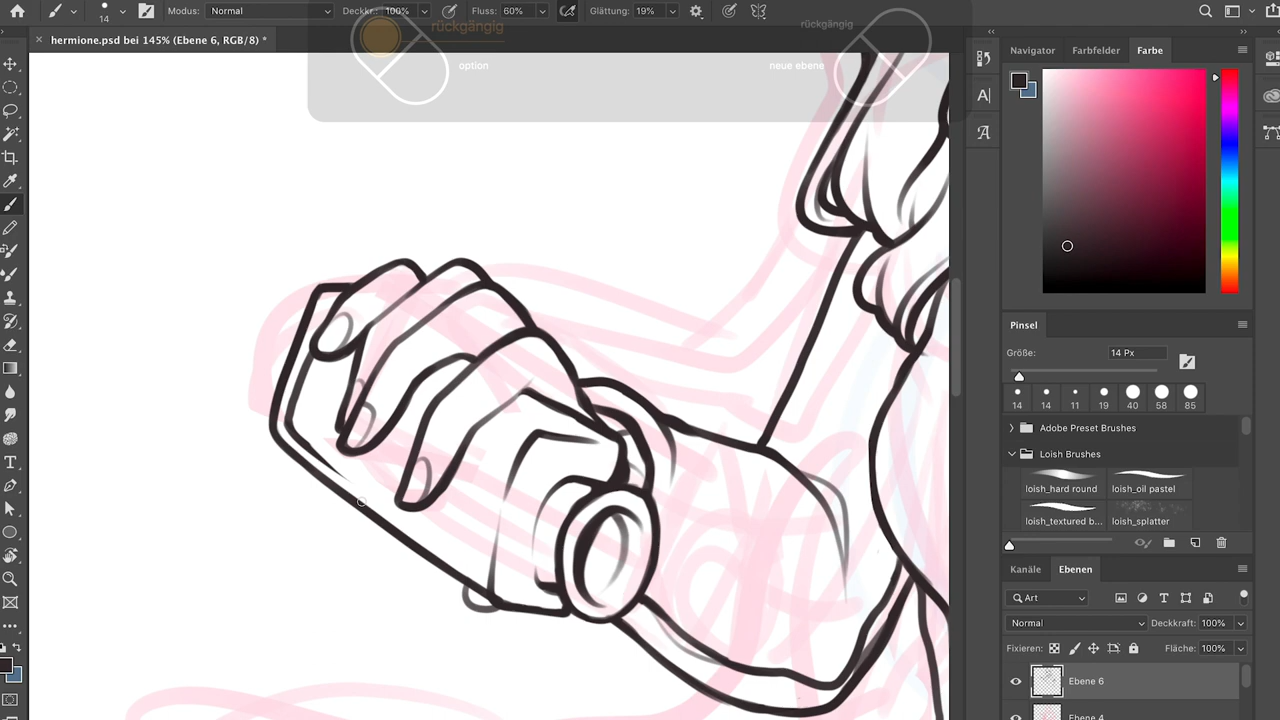 14
Modus:
Normal
Deckkr.:
100%
Fluss:
60%
Glättung:
19%
rückgängig
rückgängig
hermione.psd bei 145% (Ebene 6, RGB/8) *
option
neue ebene
Navigator
Farbfelder
Farbe
Pinsel
Größe:
14 Px
14
14
11
19
40
58
85
Adobe Preset Brushes
Loish Brushes
loish_hard round
loish_oil pastel
loish_textured b...
loish_splatter
Kanäle
Ebenen
Art
Normal
Deckkraft:
100%
Fixieren:
Fläche:
100%
Ebene 6
Ebene 4